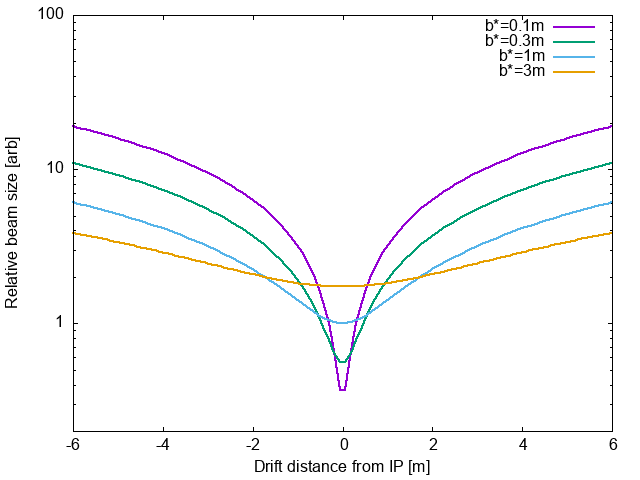 100
b*=0.1m
b*=0.3m
b*=1m
b*=3m
10
1
Relative beam size [arb]
-6 -4 -2 0 2 4 6
Drift distance from IP [m]